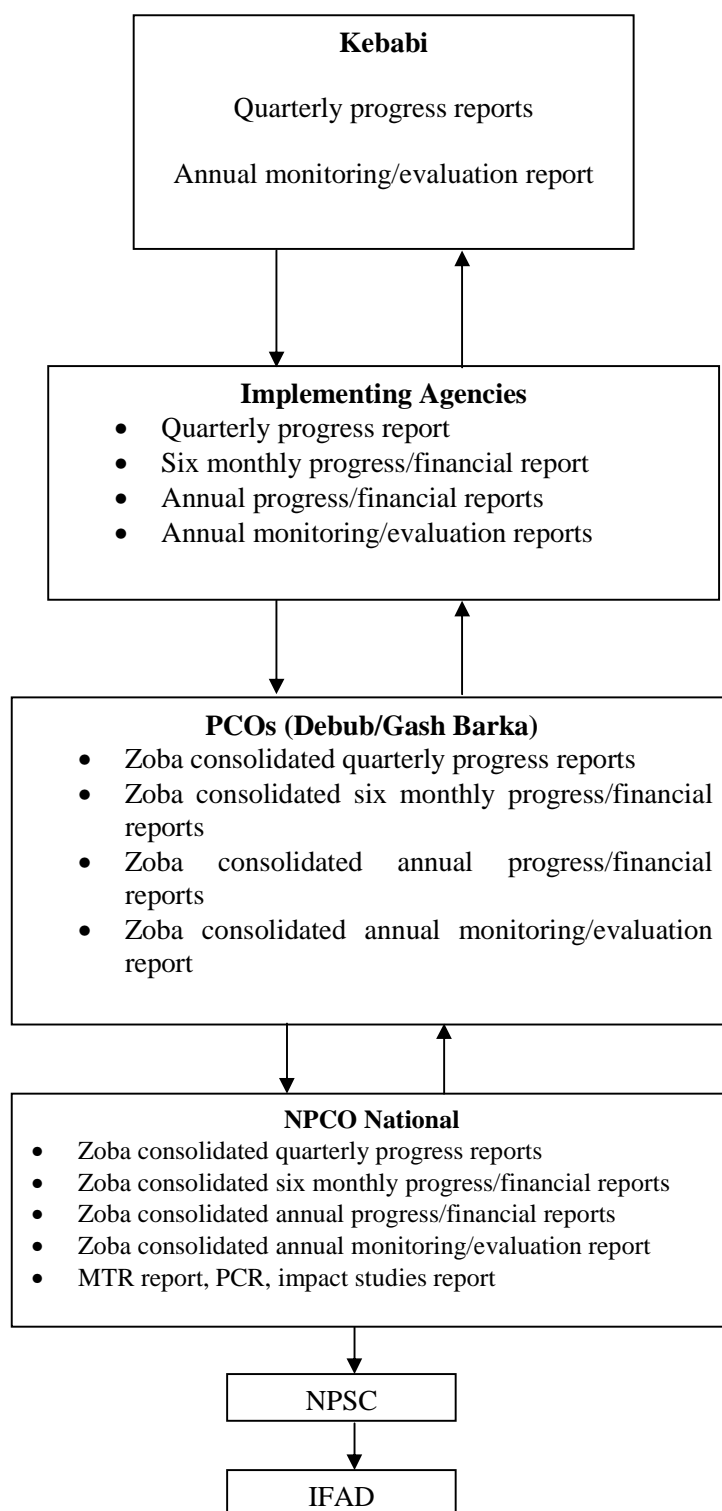 Kebabi
Quarterly progress reports
Annual monitoring/evaluation report
Implementing Agencies
• Quarterly progress report
• Six monthly progress/financial report
• Annual progress/financial reports
• Annual monitoring/evaluation reports
PCOs (Debub/Gash Barka)
• Zoba consolidated quarterly progress reports
• Zoba consolidated six monthly progress/financial
reports
• Zoba consolidated annual progress/financial
reports
• Zoba consolidated annual monitoring/evaluation
report
NPCO National
• Zoba consolidated quarterly progress reports
• Zoba consolidated six monthly progress/financial reports
• Zoba consolidated annual progress/financial reports
• Zoba consolidated annual monitoring/evaluation report
• MTR report, PCR, impact studies report
NPSC
IFAD